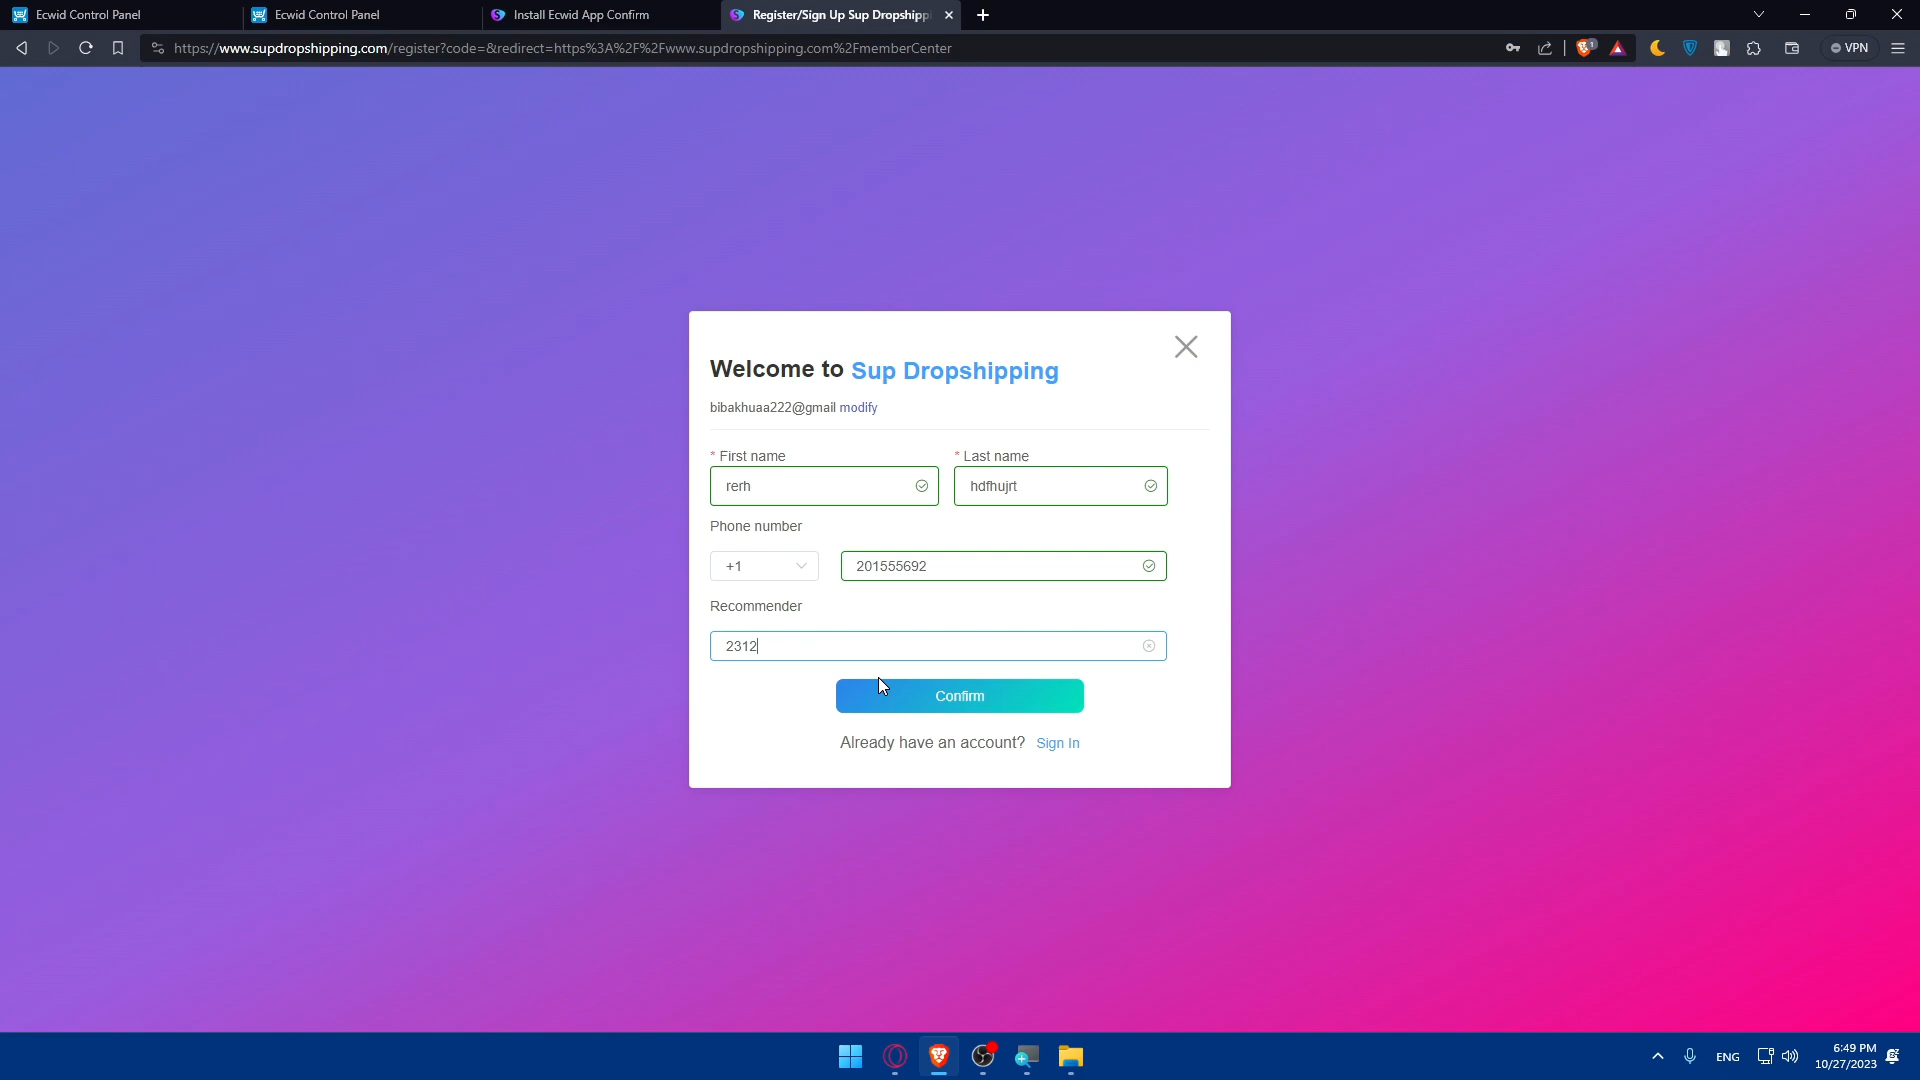 Ecwid Control Panel
Ecwid Control Panel
Install Ecwid App Confirm
Register/Sign Up Sup Dropshipp
https://www.supdropshipping.com/register?code=&redirect=https%3A%2F%2Fwww.supdropshipping.com%2FmemberCenter
1
VPN
Welcome to Sup Dropshipping
bibakhuaa222@gmail modify
* First name
* Last name
rerh
hdfhujrt
Phone number
+1
201555692
Recommender
2312
Confirm
Already have an account? Sign In
ENG
6:49 PM
10/27/2023